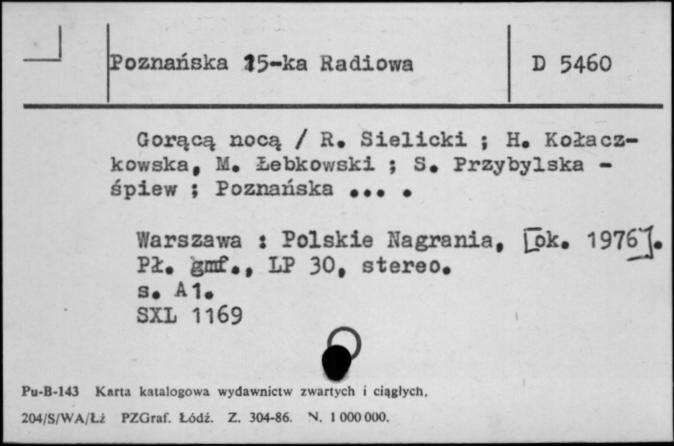 Poznańska 15-ka Radiowa D 5460
Gorącą nocą / R. Sielicki ; H. Kołacz-
kowska, M. Łebkowski ; S. Przybylska -
śpiew ; Poznańska ... .
Warszawa : Polskie Nagrania, [ok. 1976].
Pł. gmf., LP 30, stereo.
s. A1.
SXL 1169
Pu-B-143 Karta katalogowa wydawnictw zwartych i ciągłych.
204/S/WA/Łż PZGraf. Łódź. Z. 304-86. N. 1 000 000.